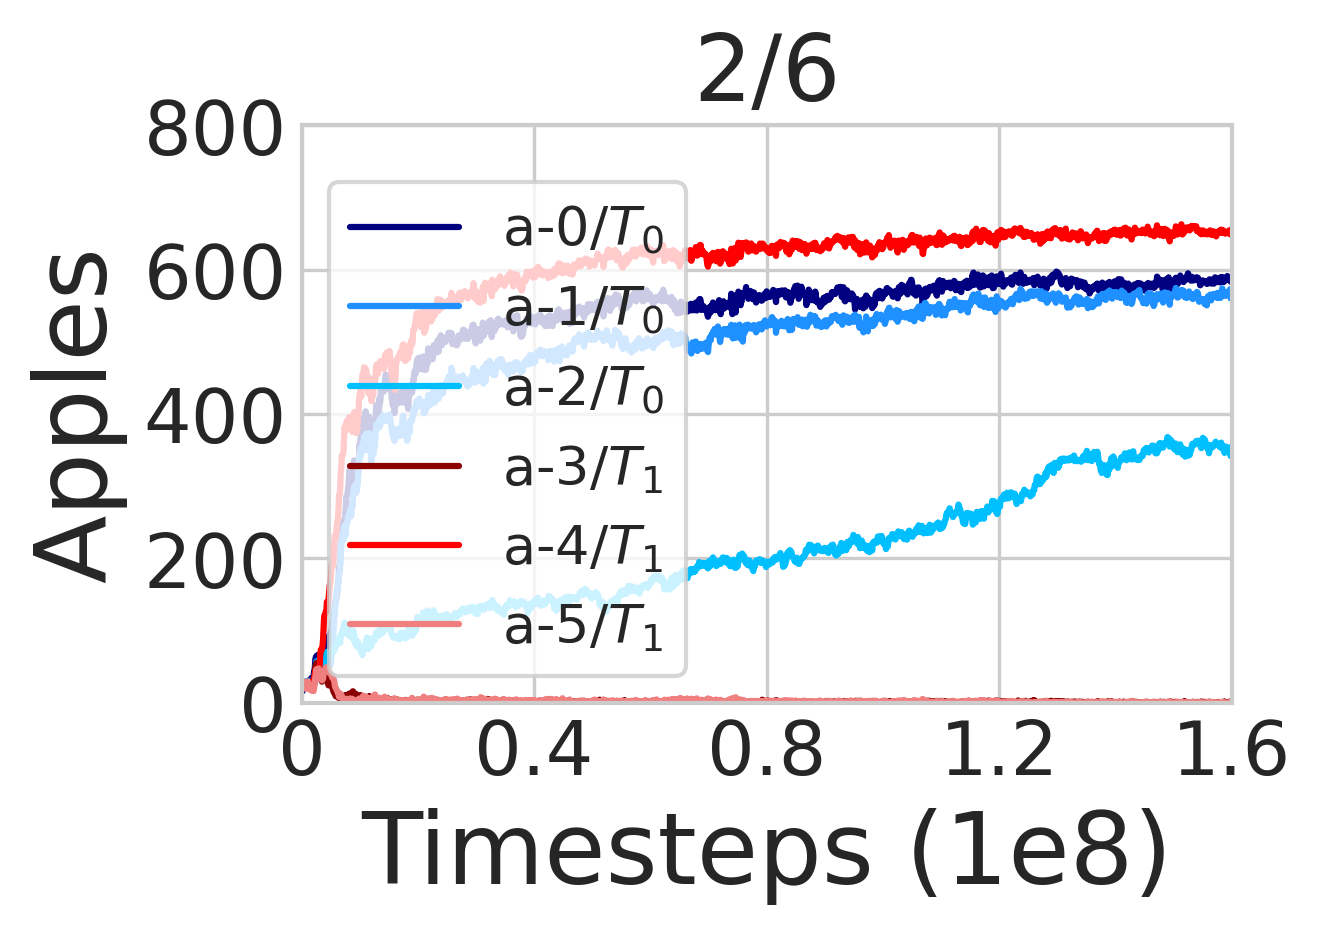 2/6
800
600
400
200
0
Apples
a-0/T₀
a-1/T₀
a-2/T₀
a-3/T₁
a-4/T₁
a-5/T₁
0 0.4 0.8 1.2 1.6
Timesteps (1e8)